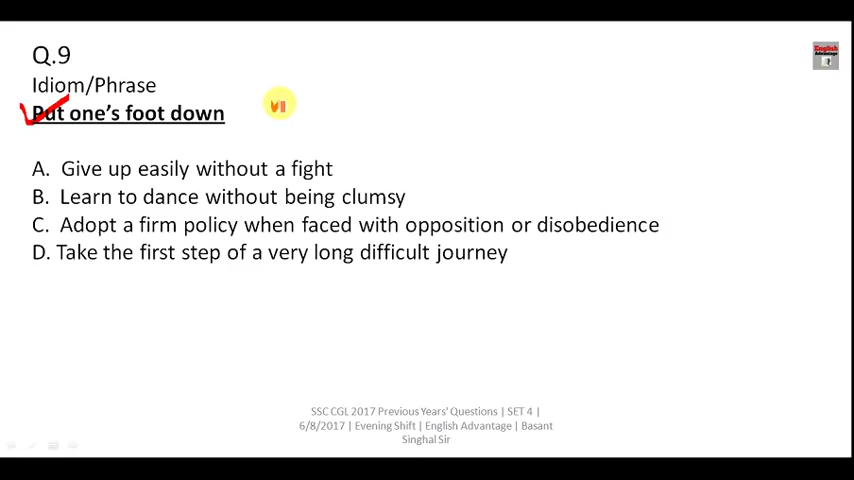 Q.9
English
Advantage
Idiom/Phrase
Put one's foot down
A. Give up easily without a fight
B. Learn to dance without being clumsy
C. Adopt a firm policy when faced with opposition or disobedience
D. Take the first step of a very long difficult journey
SSC CGL 2017 Previous Years' Questions | SET 4 |
6/8/2017 | Evening Shift | English Advantage | Basant
Singhal Sir